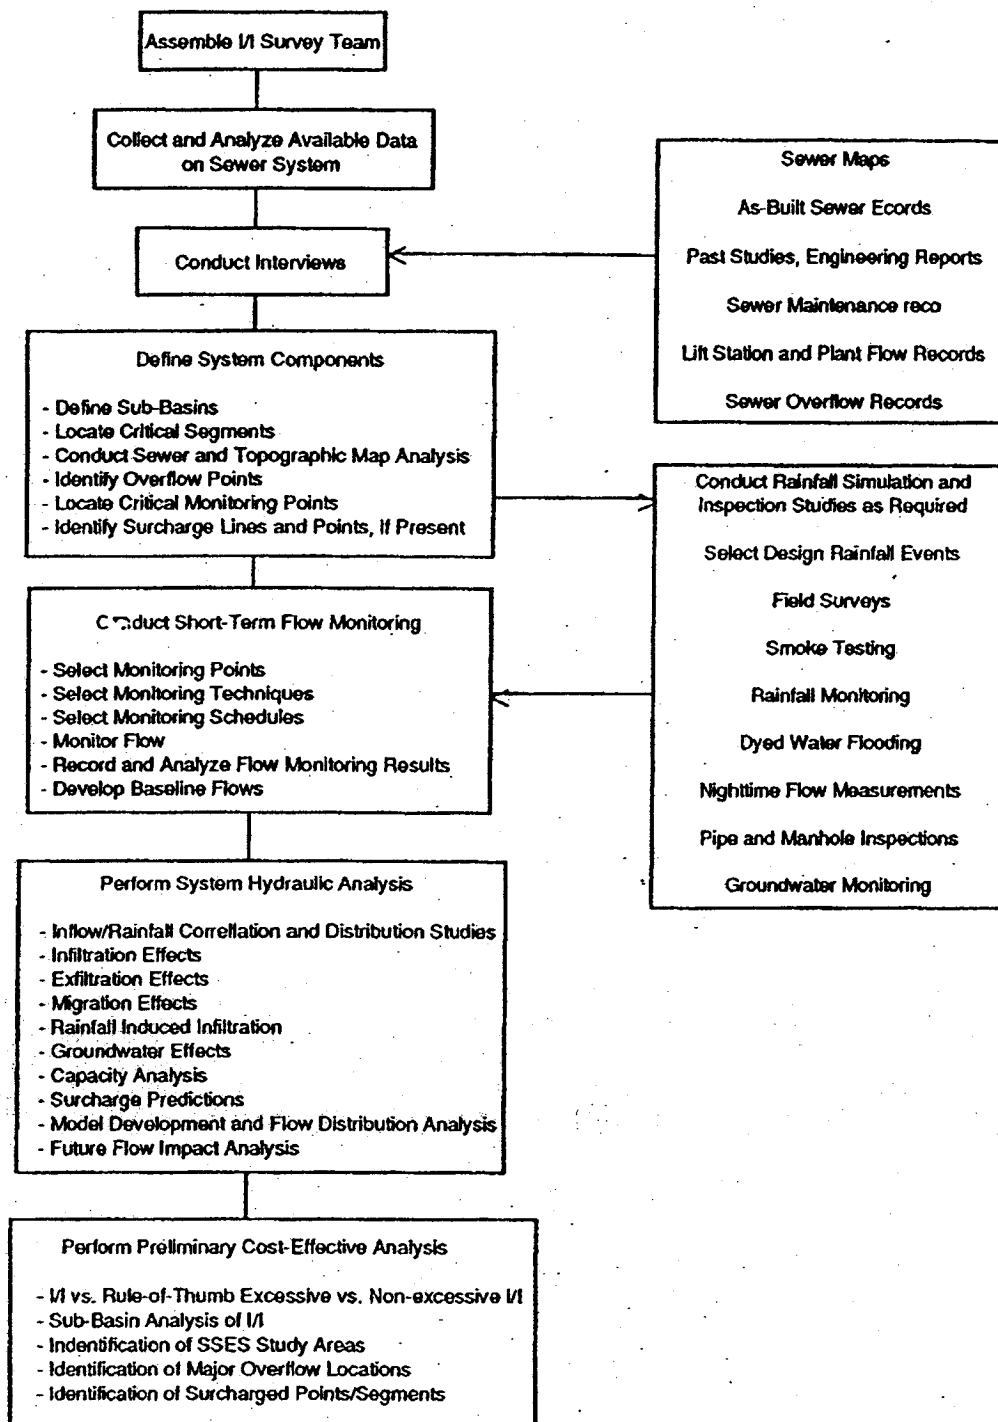 Assemble I/I Survey Team
Collect and Analyze Available Data
on Sewer System
Conduct Interviews
Sewer Maps
As-Built Sewer Ecords
Past Studies, Engineering Reports
Sewer Maintenance reco
Lift Station and Plant Flow Records
Sewer Overflow Records
Define System Components
- Define Sub-Basins
- Locate Critical Segments
- Conduct Sewer and Topographic Map Analysis
- Identify Overflow Points
- Locate Critical Monitoring Points
- Identify Surcharge Lines and Points, If Present
Conduct Rainfall Simulation and
Inspection Studies as Required
Select Design Rainfall Events
Field Surveys
Smoke Testing
Rainfall Monitoring
Dyed Water Flooding
Nighttime Flow Measurements
Pipe and Manhole Inspections
Groundwater Monitoring
Conduct Short-Term Flow Monitoring
- Select Monitoring Points
- Select Monitoring Techniques
- Select Monitoring Schedules
- Monitor Flow
- Record and Analyze Flow Monitoring Results
- Develop Baseline Flows
Perform System Hydraulic Analysis
- Inflow/Rainfall Correllation and Distribution Studies
- Infiltration Effects
- Exfiltration Effects
- Migration Effects
- Rainfall Induced Infiltration
- Groundwater Effects
- Capacity Analysis
- Surcharge Predictions
- Model Development and Flow Distribution Analysis
- Future Flow Impact Analysis
Perform Preliminary Cost-Effective Analysis
- I/I vs. Rule-of-Thumb Excessive vs. Non-excessive I/I
- Sub-Basin Analysis of I/I
- Indentification of SSES Study Areas
- Identification of Major Overflow Locations
- Identification of Surcharged Points/Segments